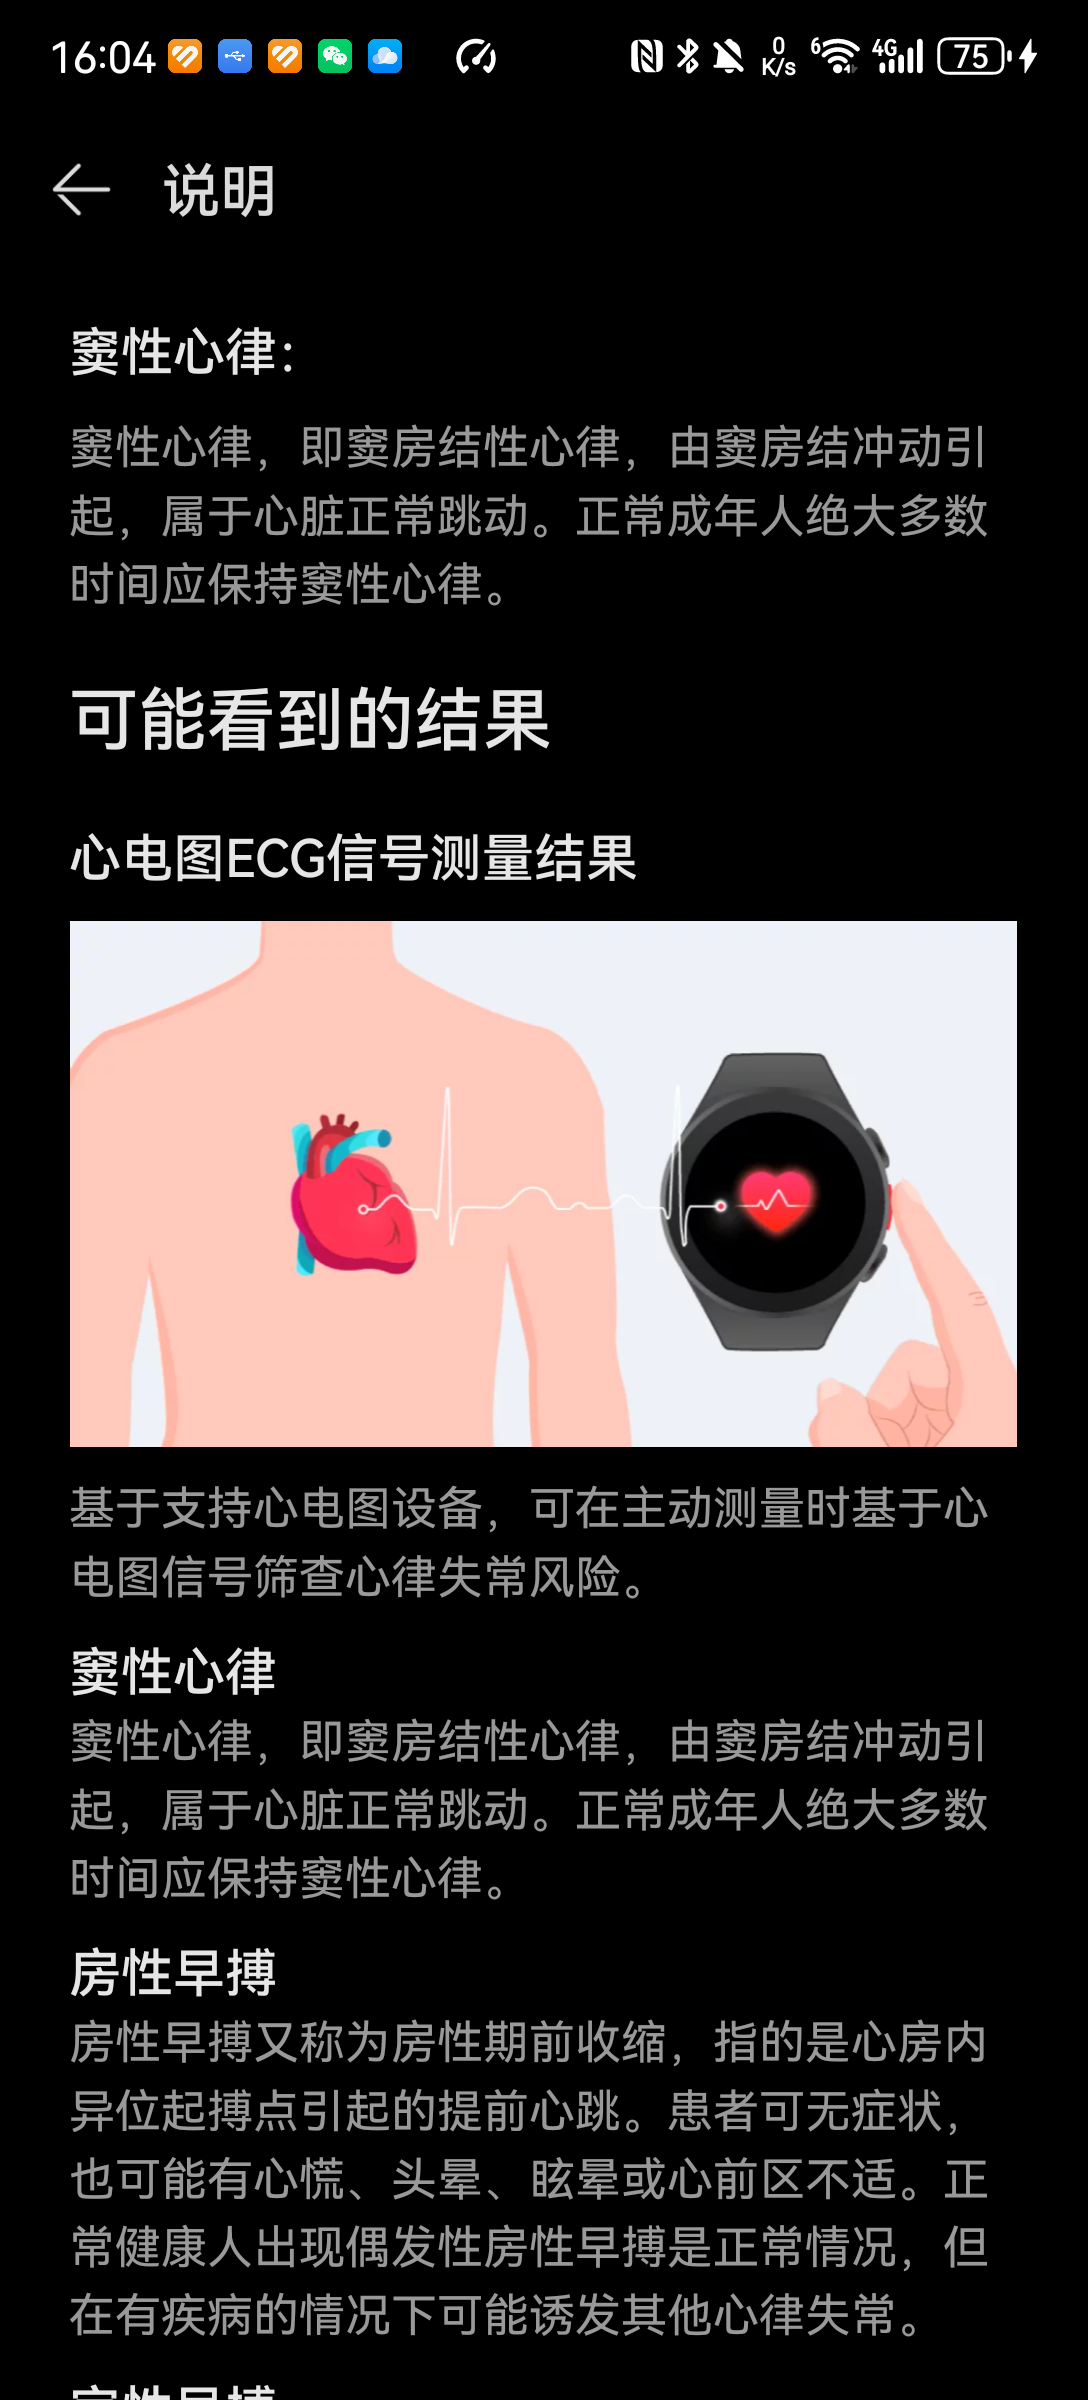 16:04
0 K/s
6
4G
75
说明
窦性心律：
窦性心律，即窦房结性心律，由窦房结冲动引
起，属于心脏正常跳动。正常成年人绝大多数
时间应保持窦性心律。
可能看到的结果
心电图ECG信号测量结果
基于支持心电图设备，可在主动测量时基于心
电图信号筛查心律失常风险。
窦性心律
窦性心律，即窦房结性心律，由窦房结冲动引
起，属于心脏正常跳动。正常成年人绝大多数
时间应保持窦性心律。
房性早搏
房性早搏又称为房性期前收缩，指的是心房内
异位起搏点引起的提前心跳。患者可无症状，
也可能有心慌、头晕、眩晕或心前区不适。正
常健康人出现偶发性房性早搏是正常情况，但
在有疾病的情况下可能诱发其他心律失常。